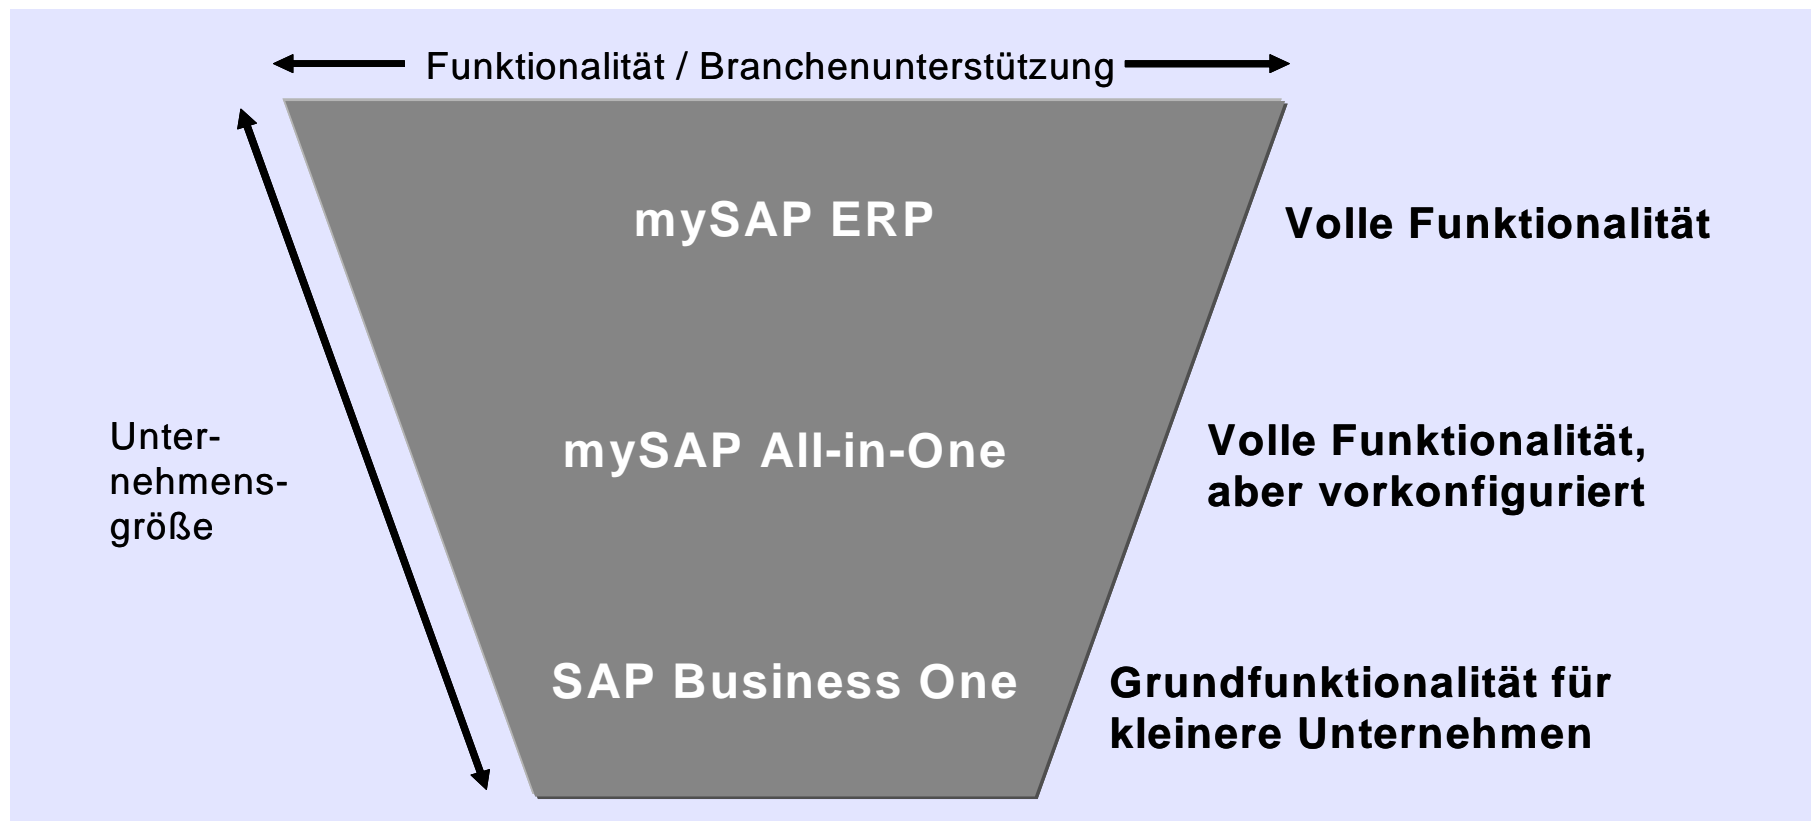 Funktionalität / Branchenunterstützung
mySAP ERP
Volle Funktionalität
Unter-
nehmens-
größe
mySAP All-in-One
Volle Funktionalität,
aber vorkonfiguriert
SAP Business One
Grundfunktionalität für
kleinere Unternehmen